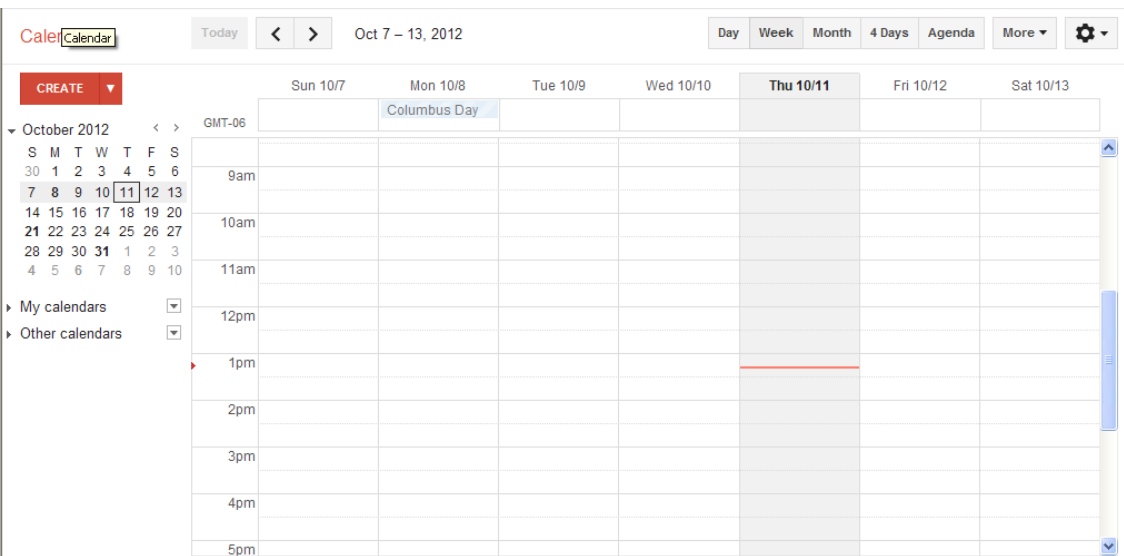 Calen Calendar Today Oct 7 – 13, 2012 Day Week Month 4 Days Agenda More
CREATE
Sun 10/7 Mon 10/8 Tue 10/9 Wed 10/10 Thu 10/11 Fri 10/12 Sat 10/13
GMT-06 Columbus Day
October 2012
S M T W T F S
30 1 2 3 4 5 6
7 8 9 10 11 12 13
14 15 16 17 18 19 20
21 22 23 24 25 26 27
28 29 30 31 1 2 3
4 5 6 7 8 9 10
My calendars
Other calendars
9am
10am
11am
12pm
1pm
2pm
3pm
4pm
5pm